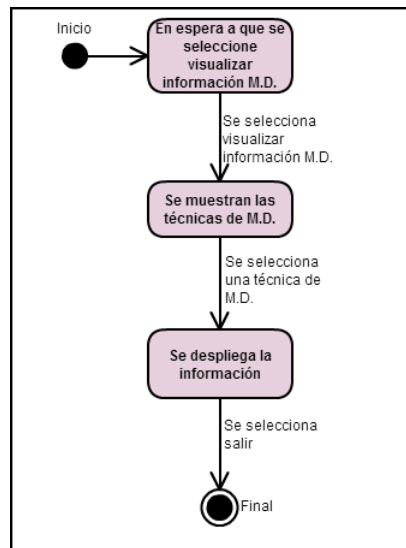 Inicio
En espera a que se
seleccione
visualizar
información M.D.
Se selecciona
visualizar
información M.D.
Se muestran las
técnicas de M.D.
Se selecciona
una técnica de
M.D.
Se despliega la
información
Se selecciona
salir
Final